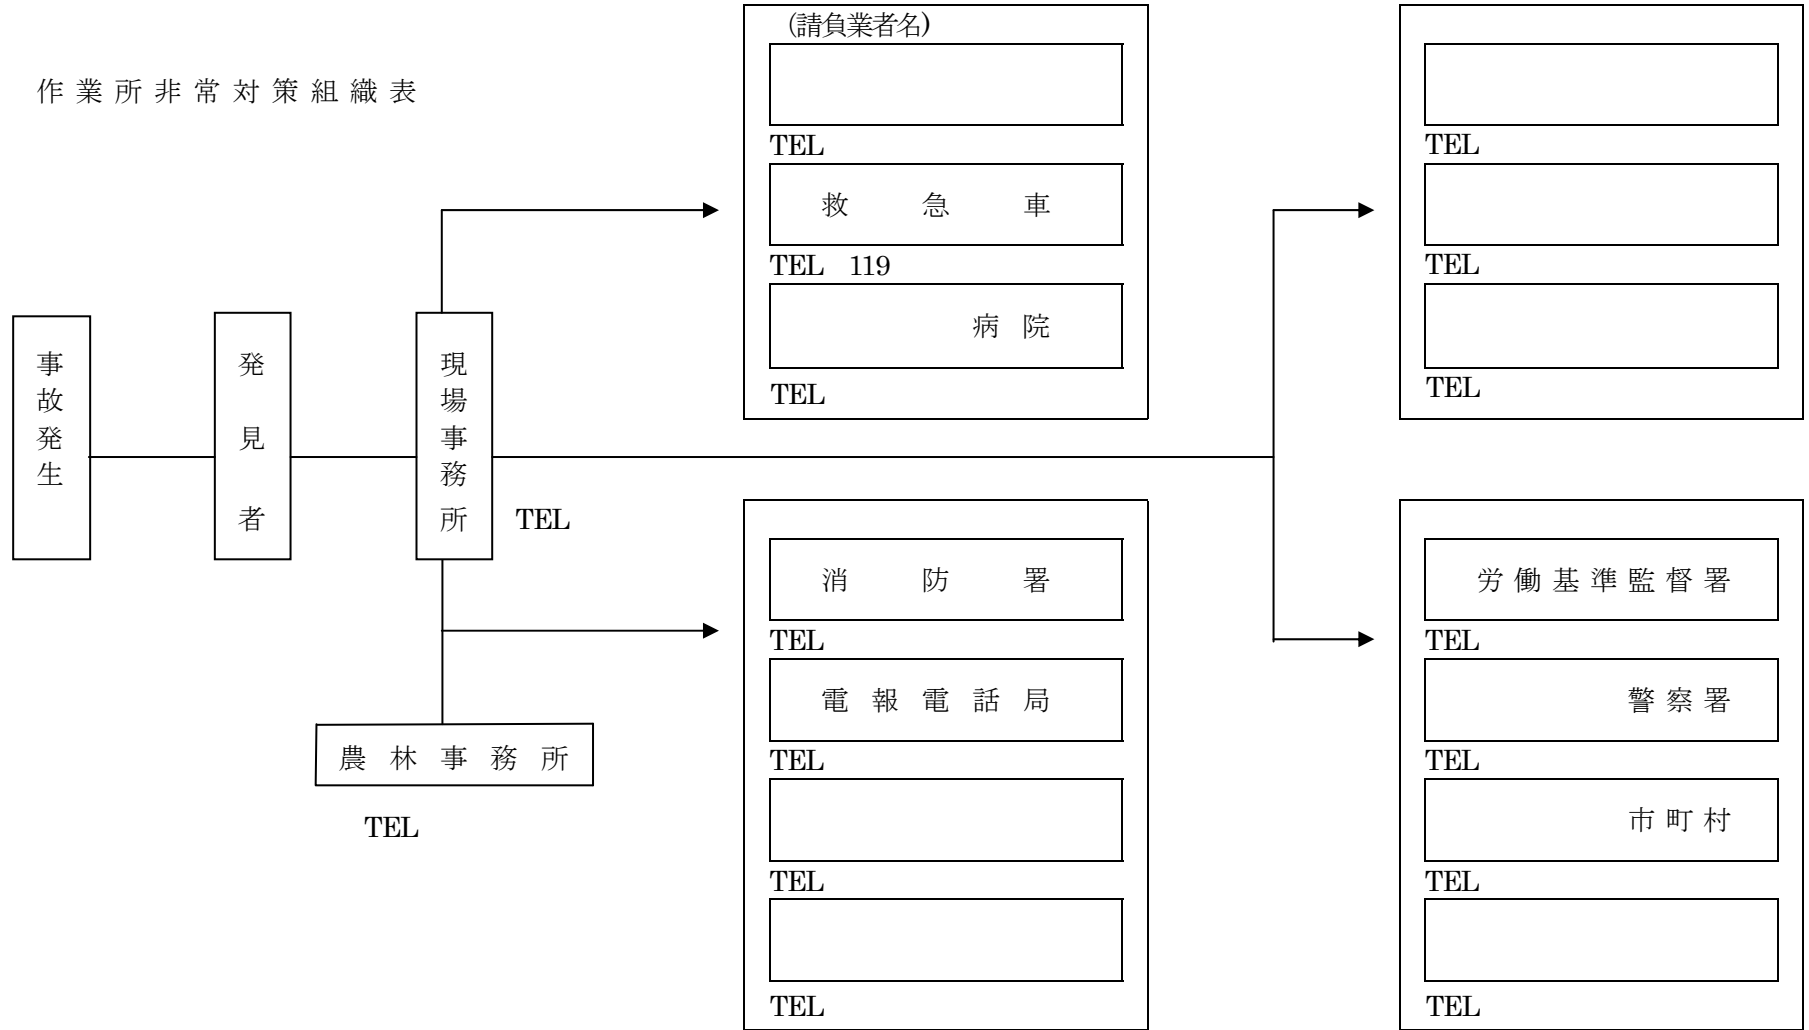 作業所非常対策組織表
事故発生
発見者
現場事務所
TEL
農林事務所
TEL
(請負業者名)
TEL
救急車
TEL 119
病院
TEL
消防署
TEL
電報電話局
TEL
TEL
TEL
TEL
TEL
TEL
労働基準監督署
TEL
警察署
TEL
市町村
TEL
TEL